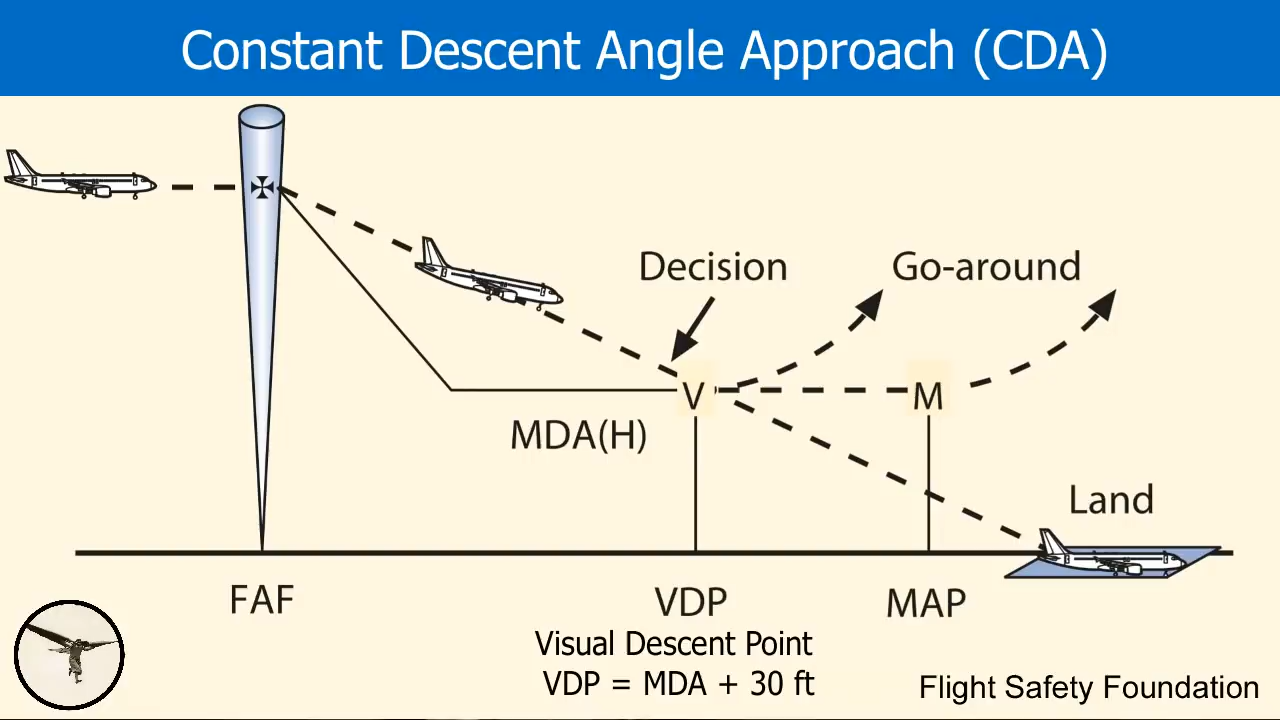 Constant Descent Angle Approach (CDA)
Decision
Go-around
V
M
MDA(H)
Land
FAF
VDP
MAP
Visual Descent Point
VDP = MDA + 30 ft
Flight Safety Foundation